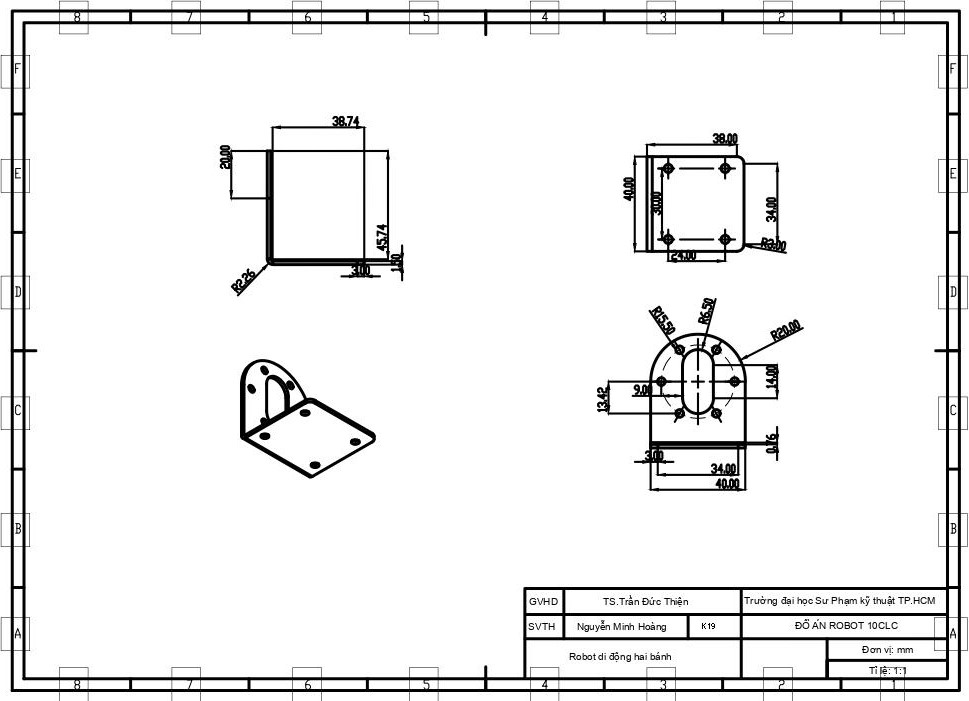 8 7 6 5 4 3 2 1
F F
38.74
20.00
45.74
R2.26
3.00
1.50
38.00
40.00
30.00
34.00
R3.00
24.00
E E
D D
R15.50
R6.50
R20.00
9.00
13.42
14.00
0.76
3.00
34.00
40.00
C C
B B
GVHD TS.Trần Đức Thiện Trường đại học Sư Phạm kỹ thuật TP.HCM
SVTH Nguyễn Minh Hoàng K19 ĐỒ ÁN ROBOT 10CLC
Robot di động hai bánh
Đơn vị: mm
Tỉ lệ: 1:1
A A
8 7 6 5 4 3 2 1